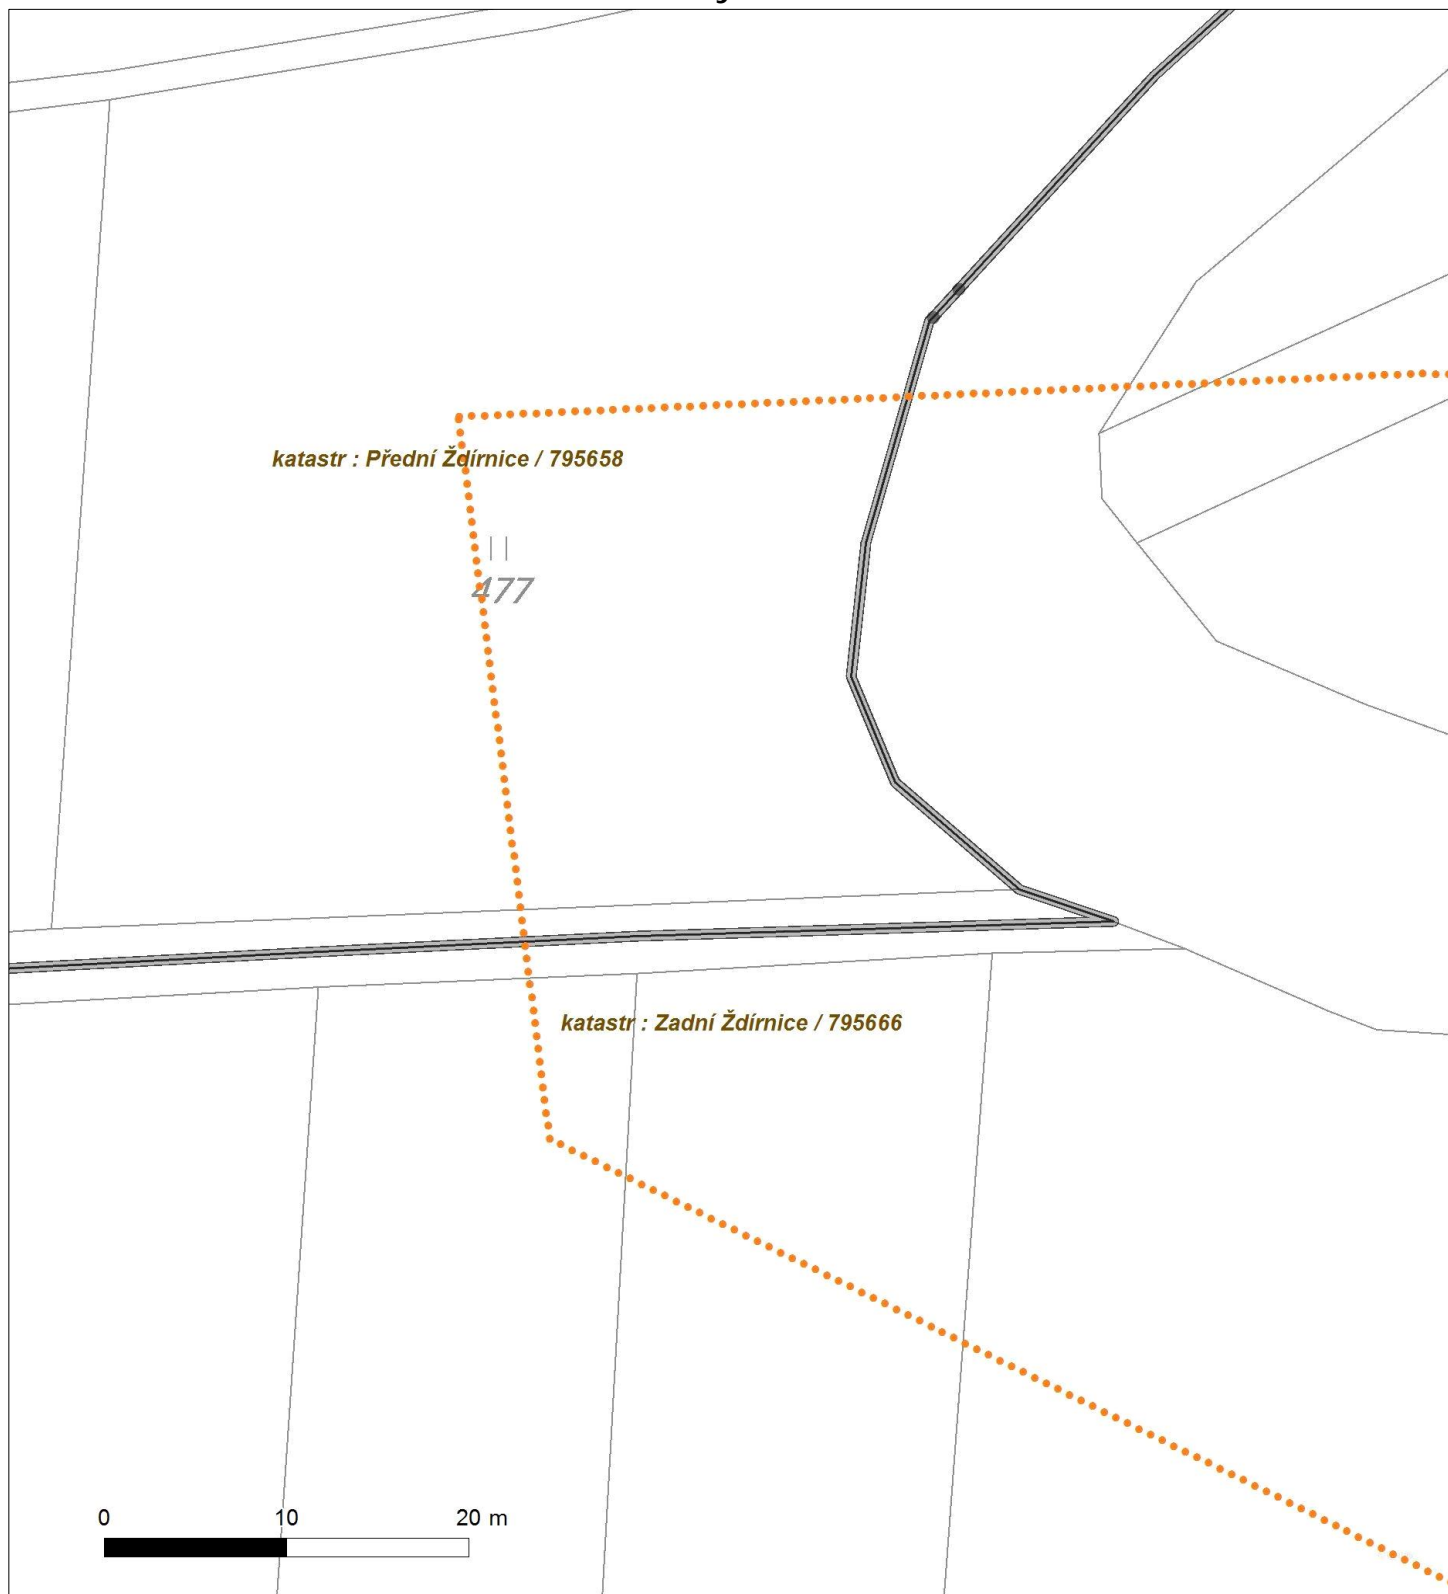 katastr : Přední Ždírnice / 795658
477
katastr : Zadní Ždírnice / 795666
0 10 20 m